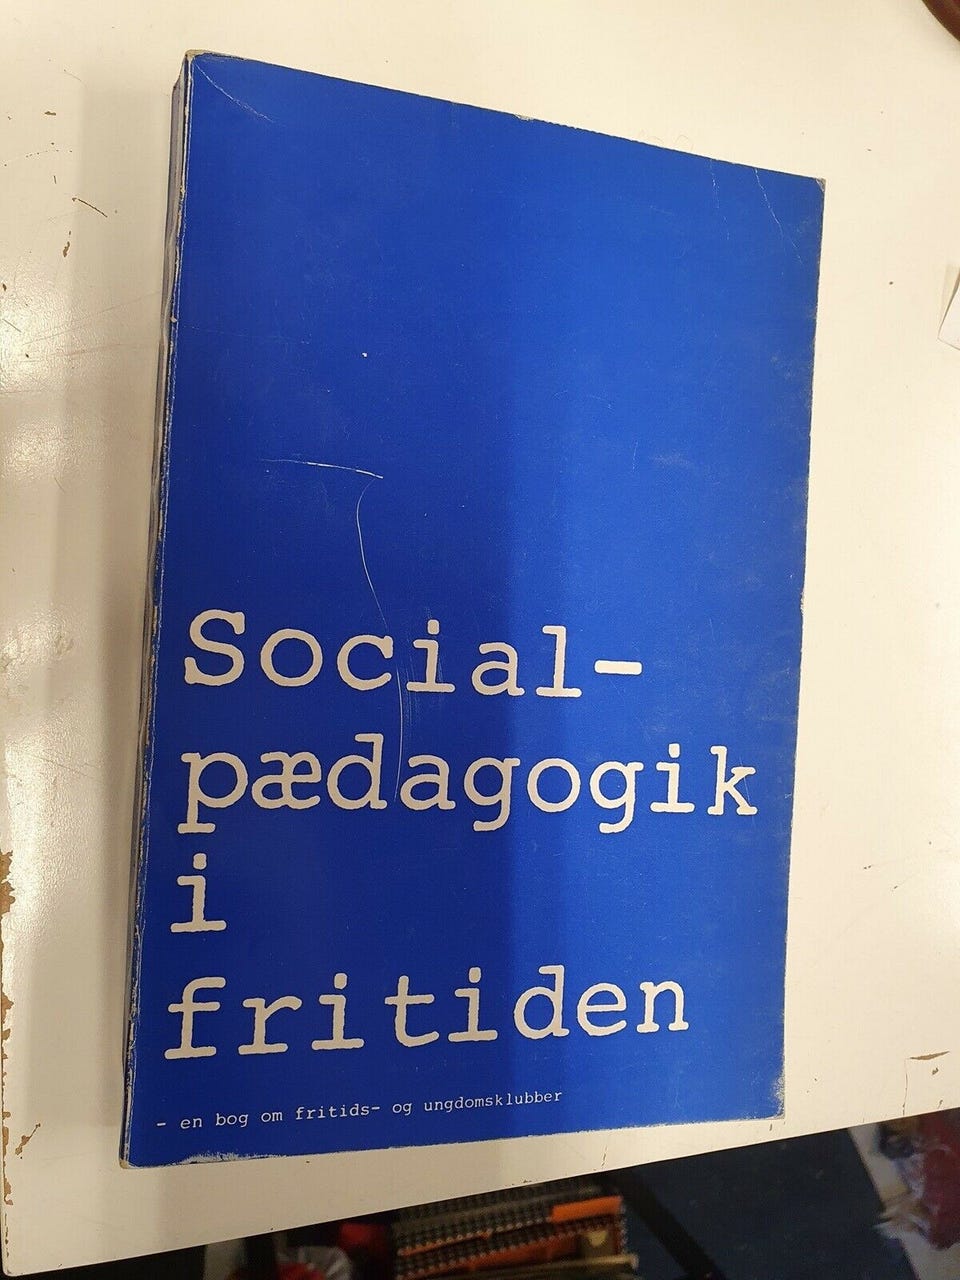 Social-
pædagogik
i
fritiden
- en bog om fritids- og ungdomsklubber